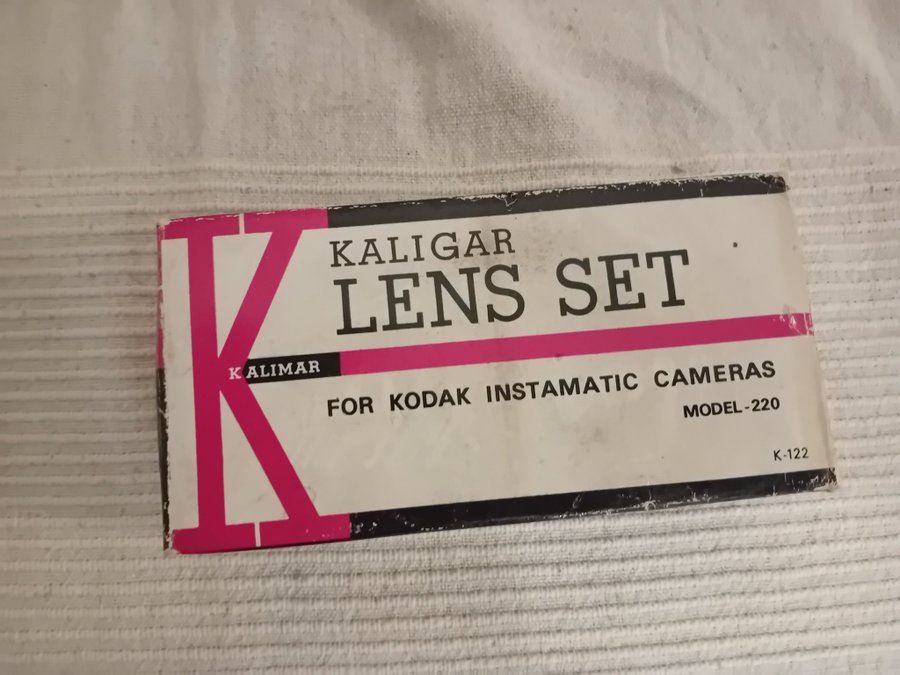 KALIGAR
LENS SET
KALIMAR
FOR KODAK INSTAMATIC CAMERAS
MODEL-220
K-122